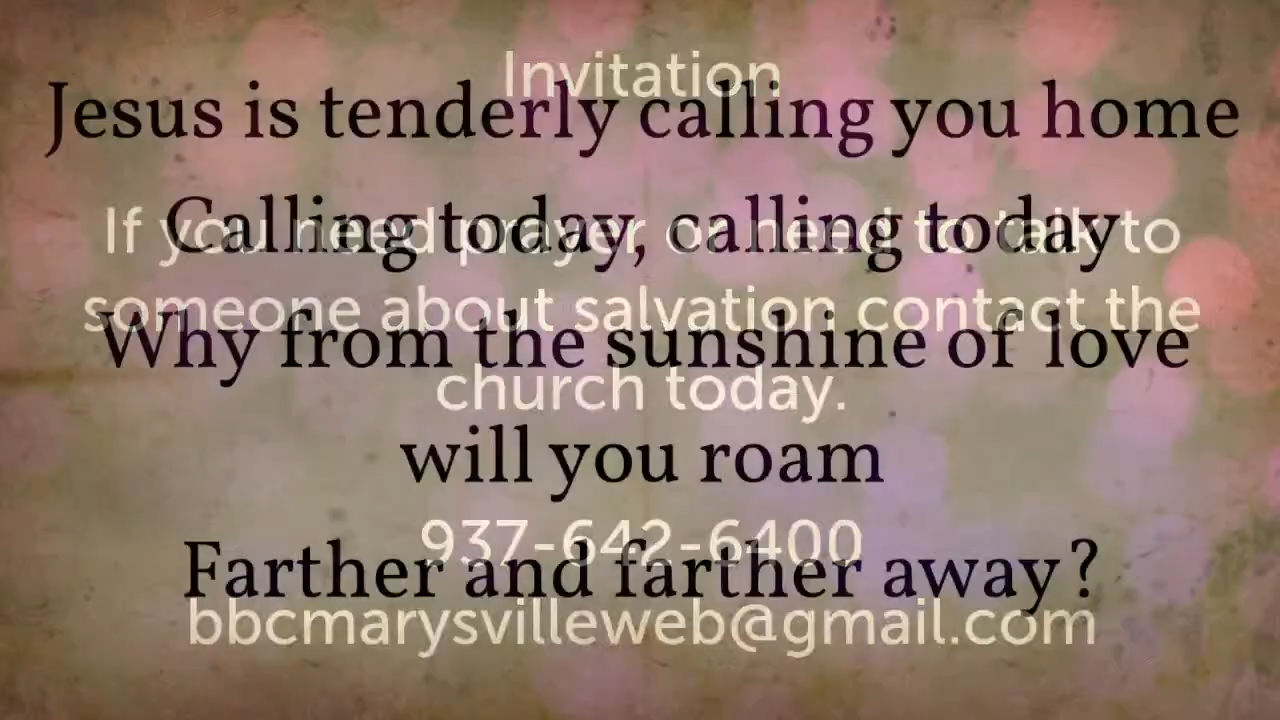 Invitation
Jesus is tenderly calling you home
Calling today, calling today
If you need prayer or need to talk to
someone about salvation contact the
Why from the sunshine of love
church today.
will you roam
937-642-6400
Farther and farther away?
bbcmarysvilleweb@gmail.com